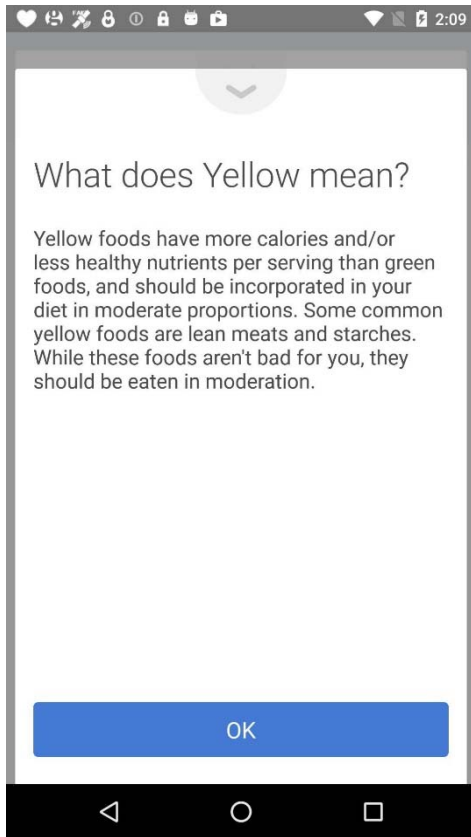 2:09
What does Yellow mean?
Yellow foods have more calories and/or
less healthy nutrients per serving than green
foods, and should be incorporated in your
diet in moderate proportions. Some common
yellow foods are lean meats and starches.
While these foods aren't bad for you, they
should be eaten in moderation.
OK